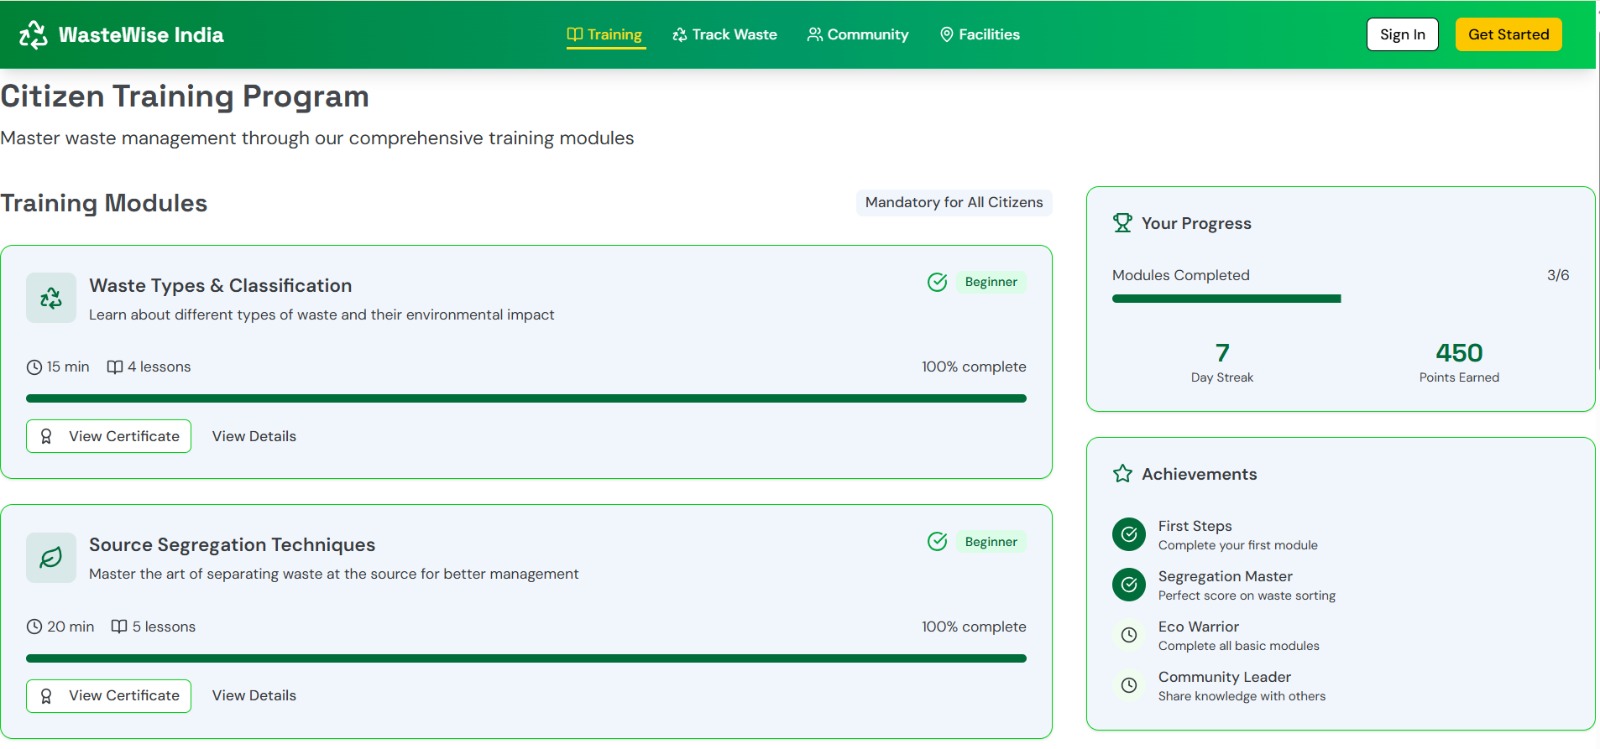 WasteWise India
Training
Track Waste
Community
Facilities
Sign In
Get Started
Citizen Training Program
Master waste management through our comprehensive training modules
Training Modules
Mandatory for All Citizens
Waste Types & Classification
Beginner
Learn about different types of waste and their environmental impact
15 min
4 lessons
100% complete
View Certificate
View Details
Source Segregation Techniques
Beginner
Master the art of separating waste at the source for better management
20 min
5 lessons
100% complete
View Certificate
View Details
Your Progress
Modules Completed
3/6
7
Day Streak
450
Points Earned
Achievements
First Steps
Complete your first module
Segregation Master
Perfect score on waste sorting
Eco Warrior
Complete all basic modules
Community Leader
Share knowledge with others